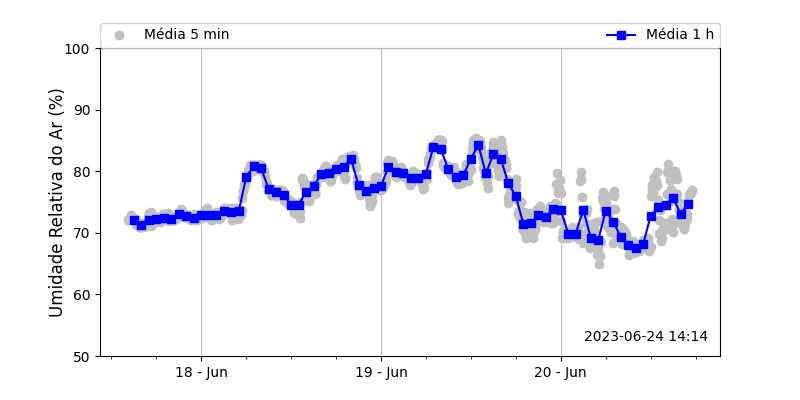 Média 5 min
Média 1 h
Umidade Relativa do Ar (%)
100
90
80
70
60
50
18 - Jun
19 - Jun
20 - Jun
2023-06-24 14:14